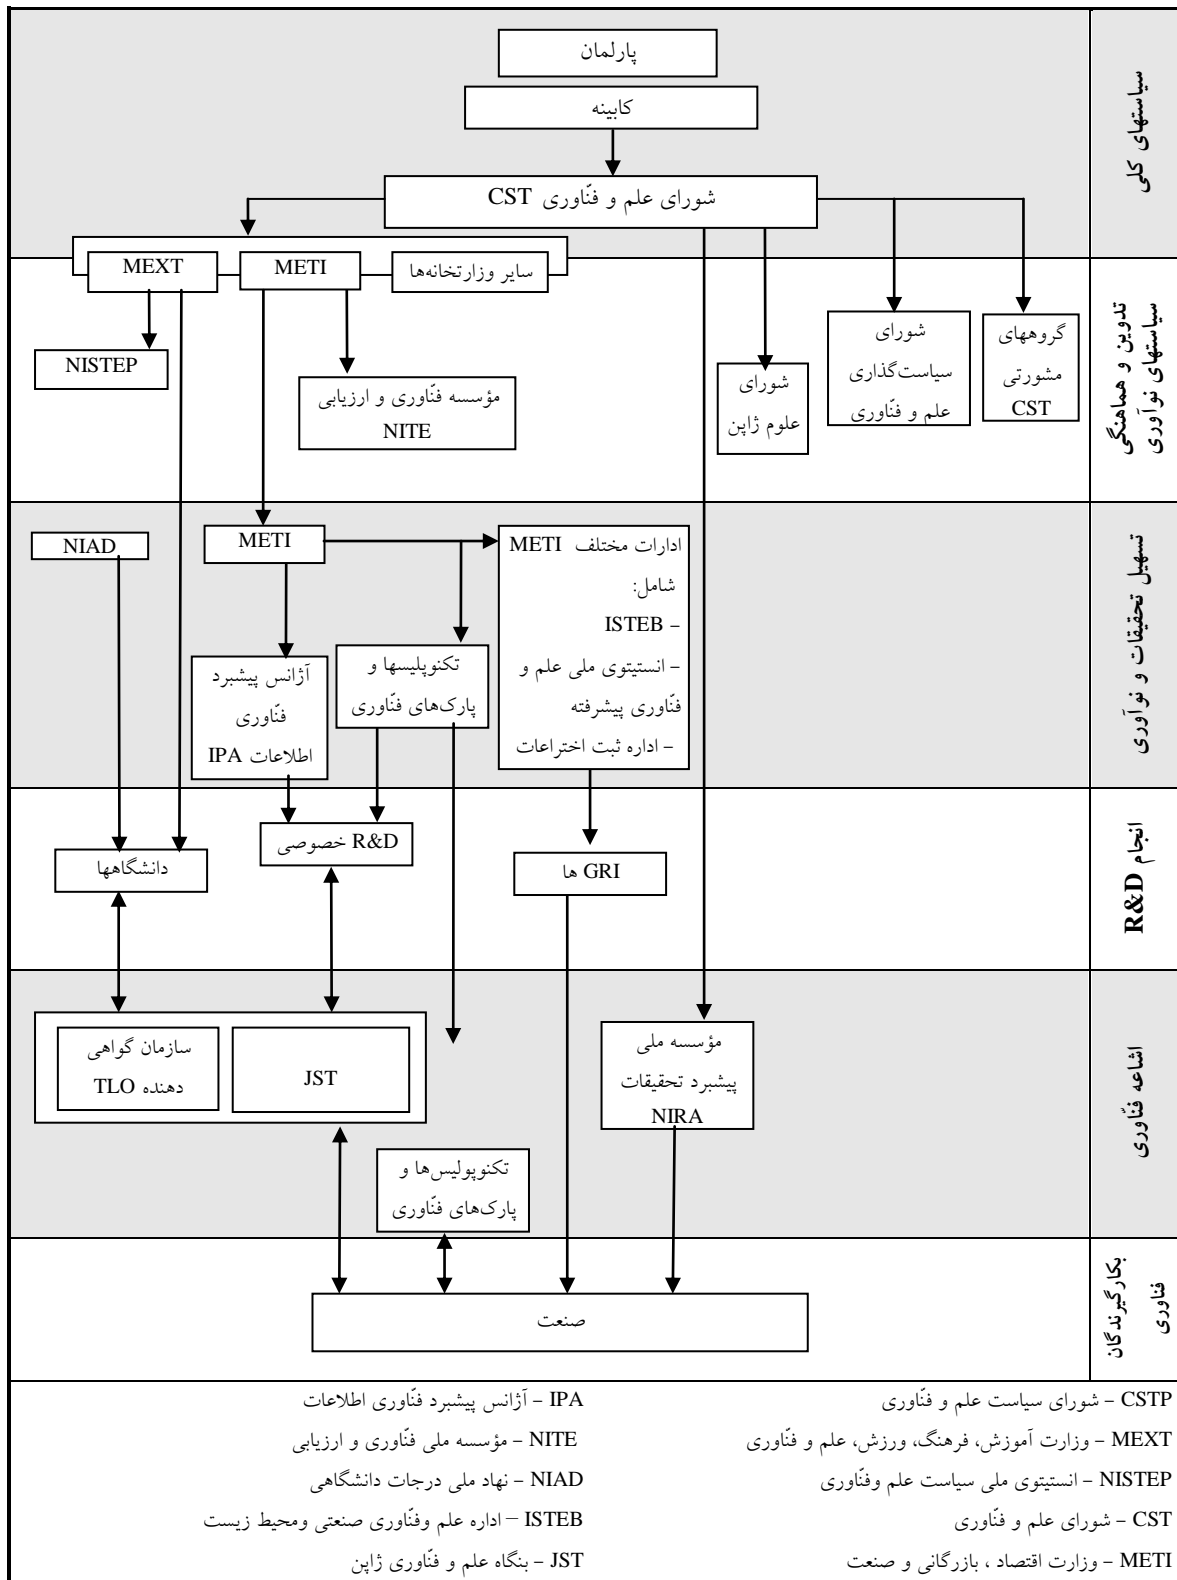 پارلمان
کابینه
شورای علم و فنّاوری CST
سیاستهای کلی
MEXT
METI
سایر وزارتخانه‌ها
NISTEP
مؤسسه فنّاوری و ارزیابی
NITE
شورای
علوم ژاپن
شورای
سیاست‌گذاری
علم و فنّاوری
گروههای
مشورتی
CST
تدوین و هماهنگی
سیاستهای نوآوری
NIAD
METI
ادارات مختلف METI
شامل:
– ISTEB
– انستیتوی ملی علم و
فنّاوری پیشرفته
– اداره ثبت اختراعات
آژانس پیشبرد
فنّاوری
اطلاعات IPA
تکنوپلیسها و
پارک‌های فنّاوری
تسهیل تحقیقات و نوآوری
دانشگاهها
R&D خصوصی
GRI ها
انجام R&D
سازمان گواهی
دهنده TLO
JST
مؤسسه ملی
پیشبرد تحقیقات
NIRA
تکنوپولیس‌ها و
پارک‌های فنّاوری
اشاعه فنّاوری
صنعت
بکارگیرندگان
فناوری
CSTP – شورای سیاست علم و فنّاوری
MEXT – وزارت آموزش، فرهنگ، ورزش، علم و فنّاوری
NISTEP – انستیتوی ملی سیاست علم وفنّاوری
CST – شورای علم و فنّاوری
METI – وزارت اقتصاد ، بازرگانی و صنعت
IPA – آژانس پیشبرد فنّاوری اطلاعات
NITE – مؤسسه ملی فنّاوری و ارزیابی
NIAD – نهاد ملی درجات دانشگاهی
ISTEB – اداره علم وفنّاوری صنعتی ومحیط زیست
JST – بنگاه علم و فنّاوری ژاپن